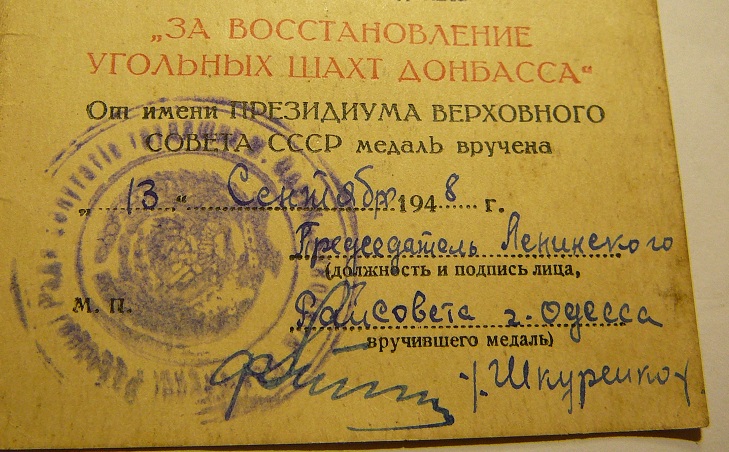 „ЗА ВОССТАНОВЛЕНИЕ
УГОЛЬНЫХ ШАХТ ДОНБАССА“
От имени ПРЕЗИДИУМА ВЕРХОВНОГО
СОВЕТА СССР медаль вручена
„13“ Сентября 1948 г.
Председатель Ленинского
(должность и подпись лица,
М. П.
Райсовета г. Одесса
вручившего медаль)
/Шкуренко/